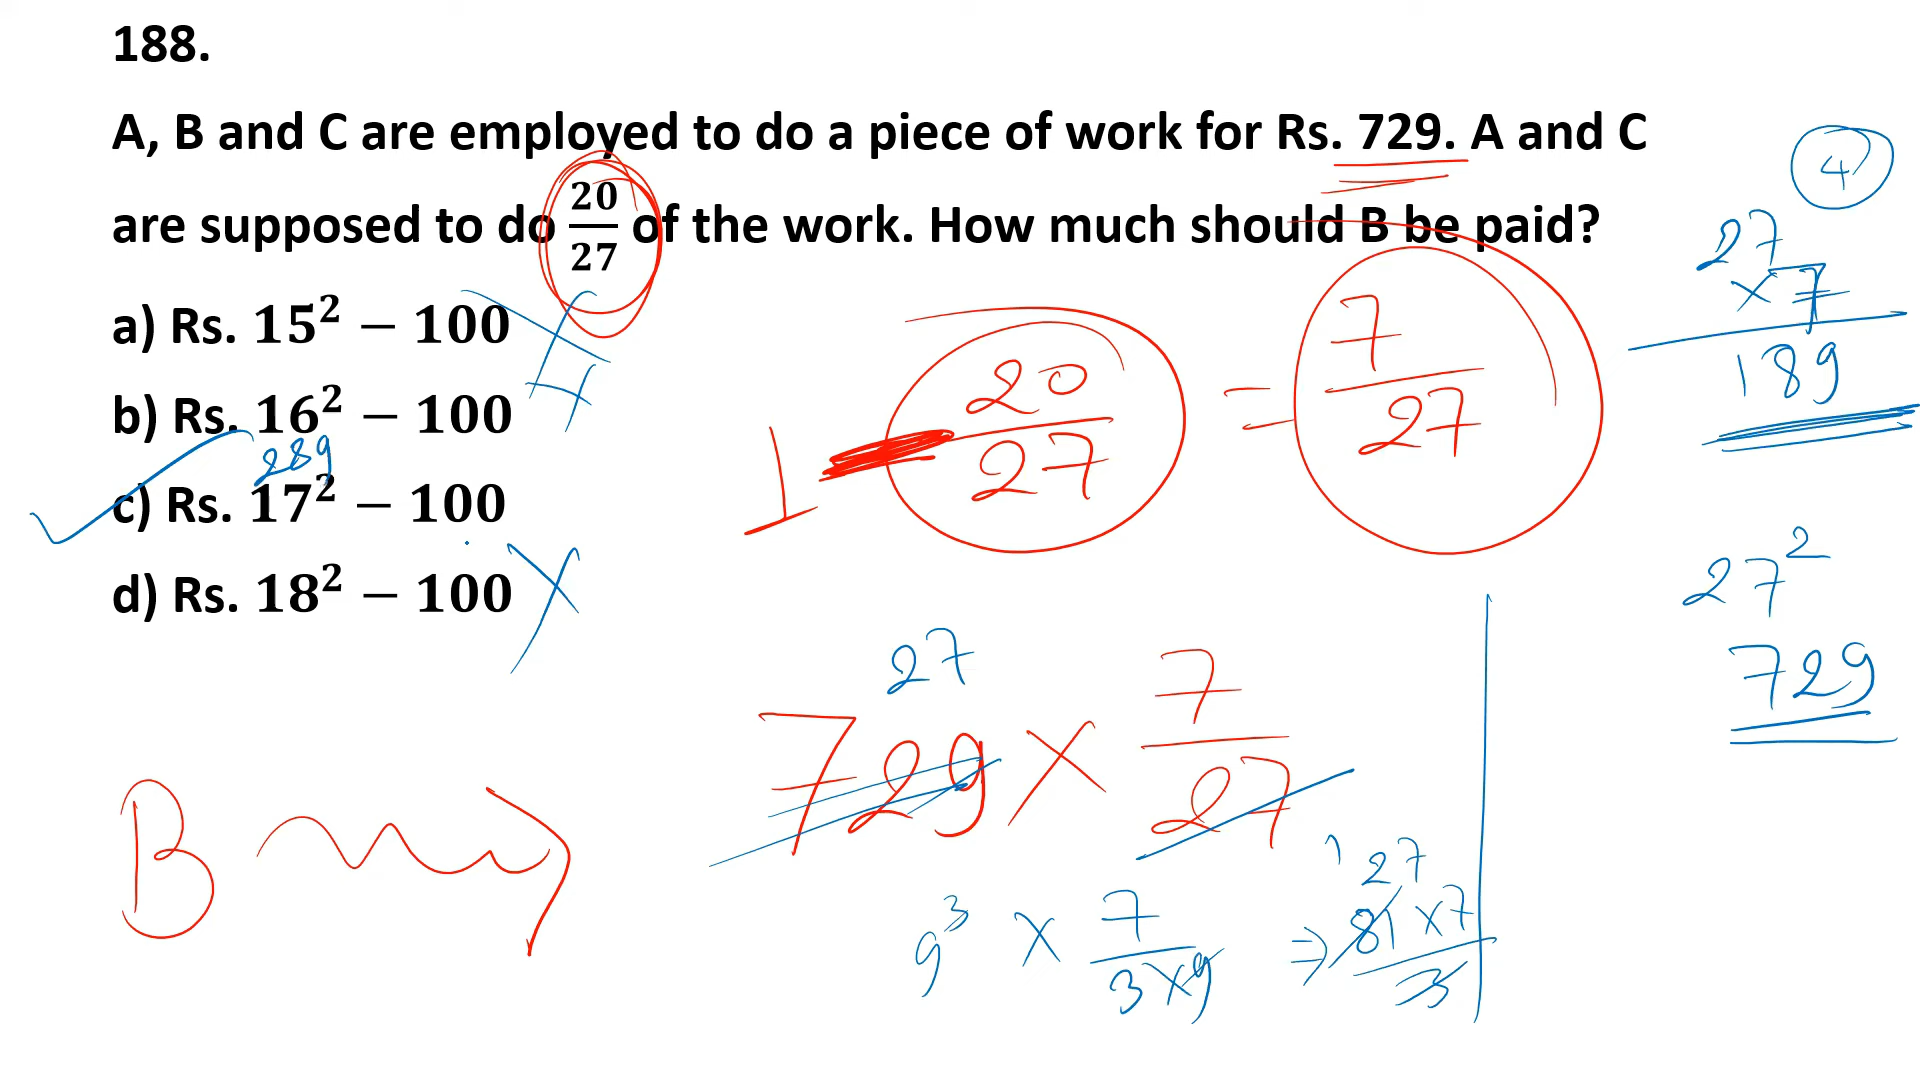 188.
A, B and C are employed to do a piece of work for Rs. 729. A and C
are supposed to do 20/27 of the work. How much should B be paid?
a) Rs. 15² − 100
b) Rs. 16² − 100
289
c) Rs. 17² − 100
d) Rs. 18² − 100
1 − 20/27 = 7/27
4
27
×7
189
27²
729
27
729 × 7/27
B
9³ × 7/3×9 ⇒ 81×7/3
1 27